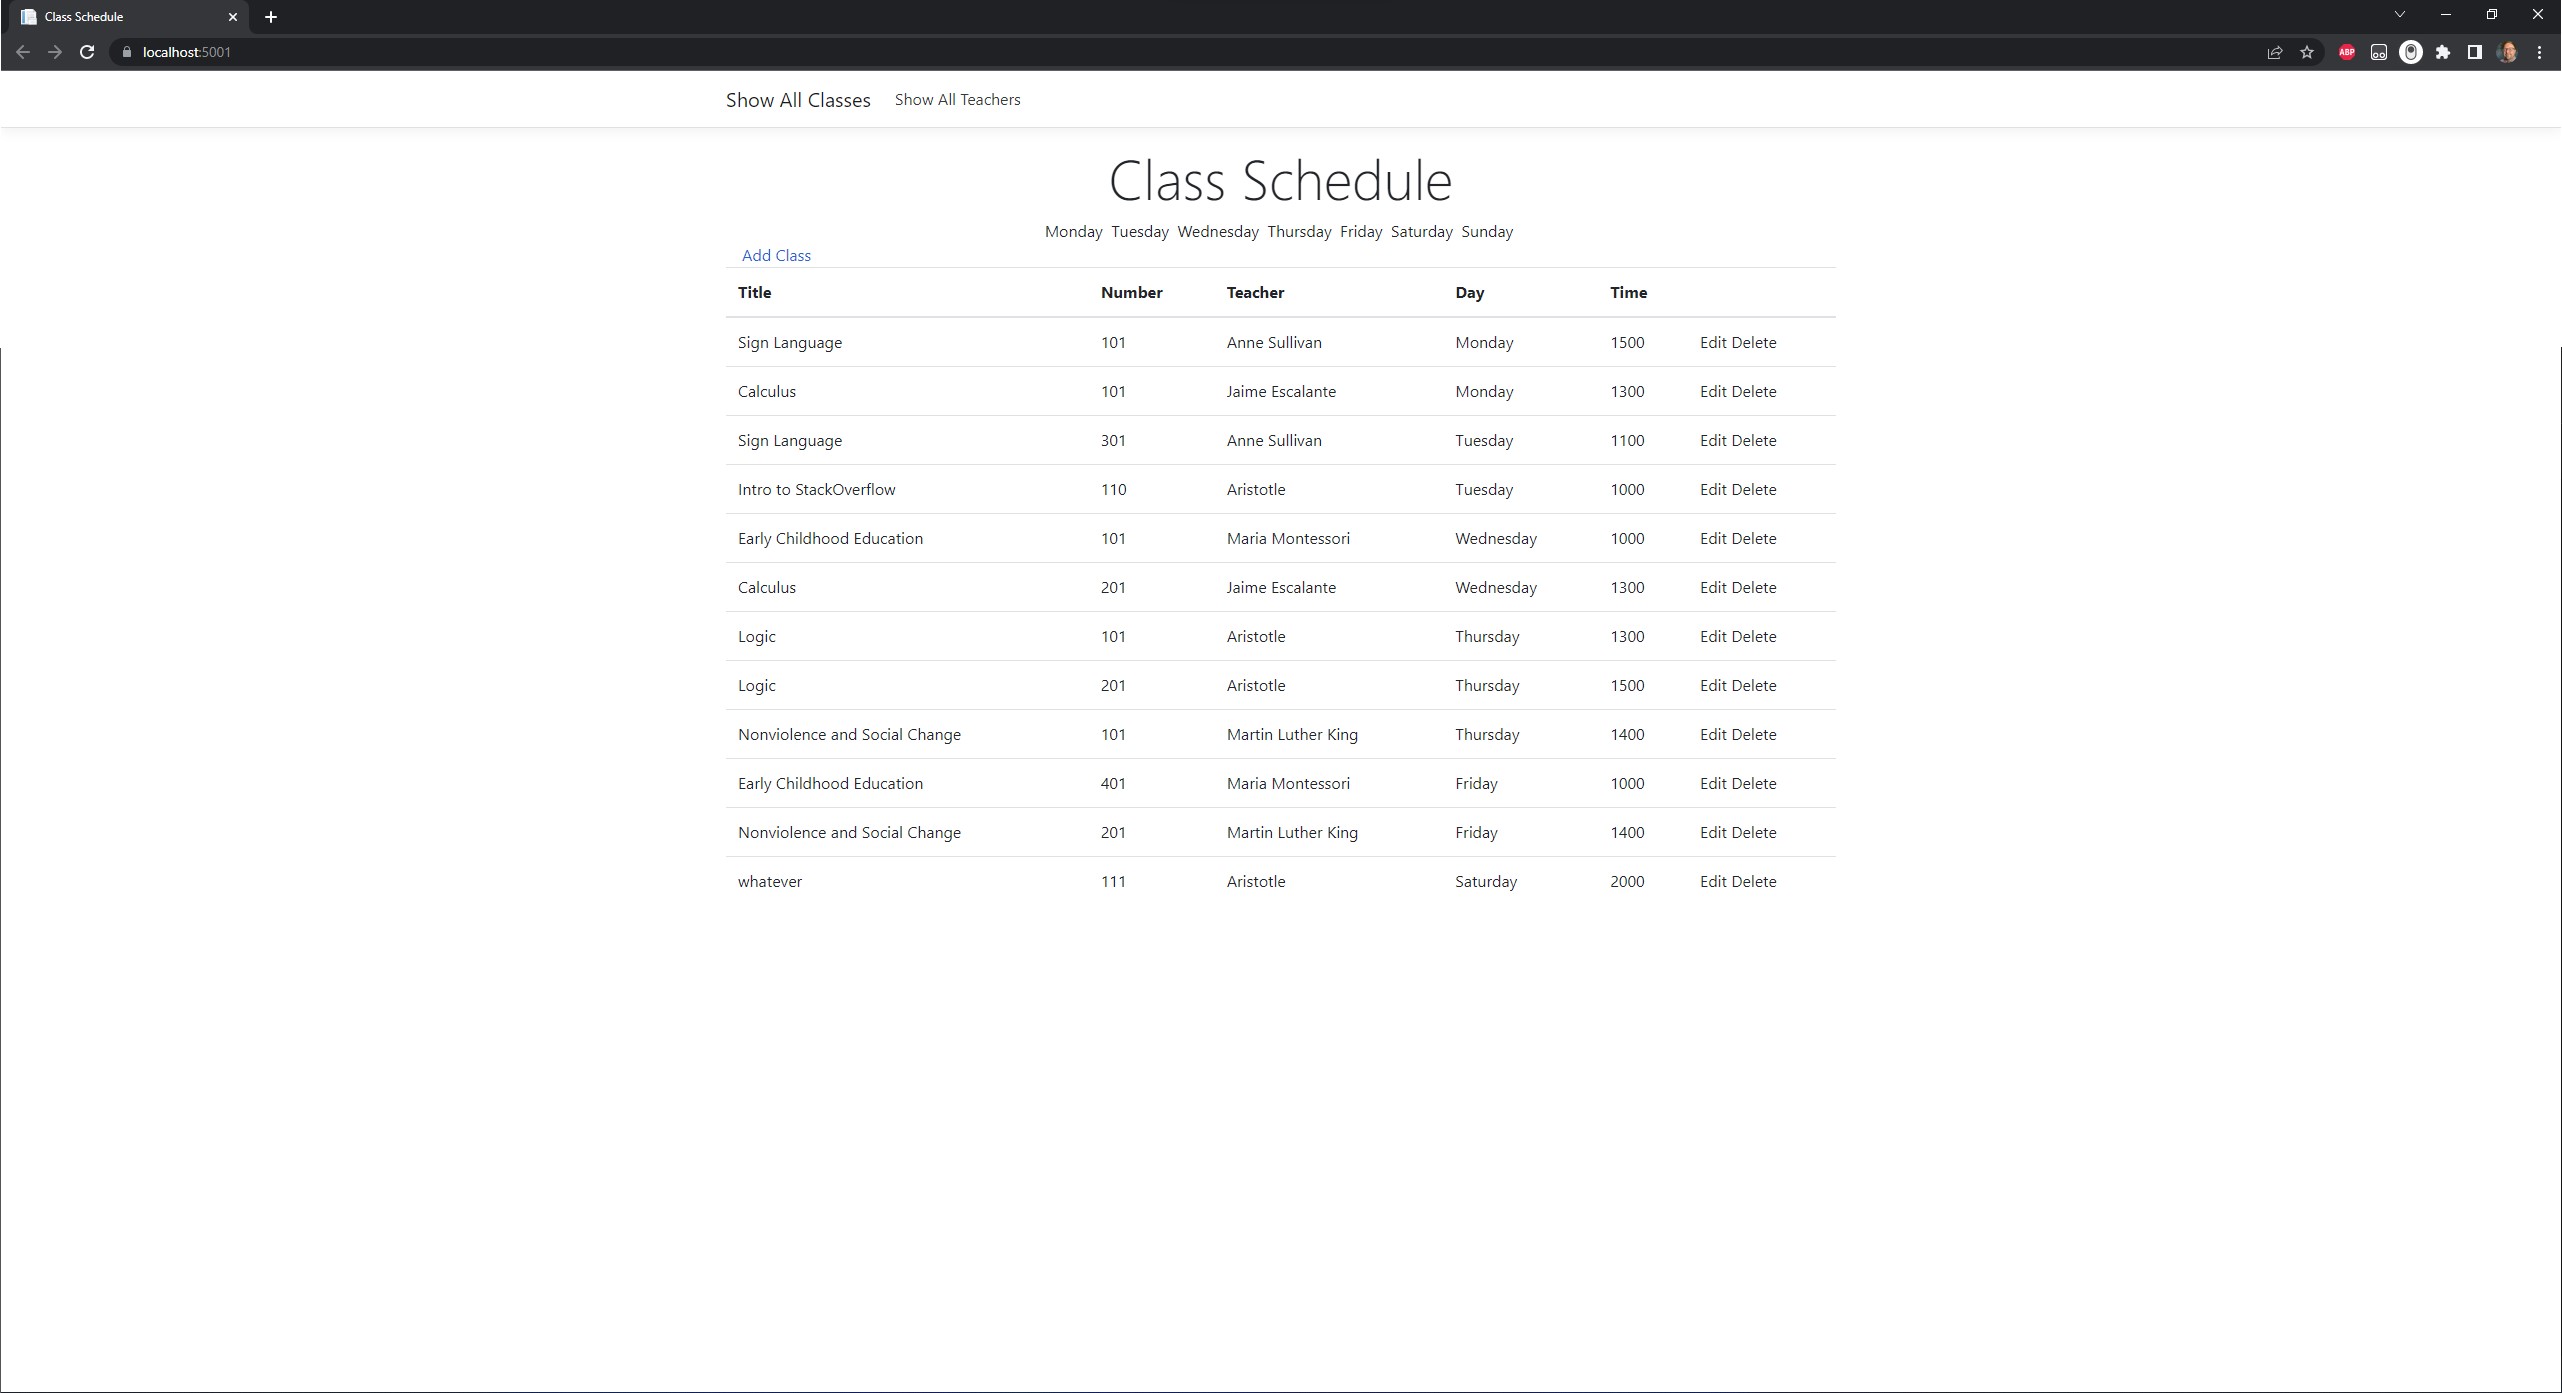 Class Schedule
localhost:5001
ABP
Show All Classes Show All Teachers
Class Schedule
Monday Tuesday Wednesday Thursday Friday Saturday Sunday
Add Class
Title Number Teacher Day Time
Sign Language 101 Anne Sullivan Monday 1500 Edit Delete
Calculus 101 Jaime Escalante Monday 1300 Edit Delete
Sign Language 301 Anne Sullivan Tuesday 1100 Edit Delete
Intro to StackOverflow 110 Aristotle Tuesday 1000 Edit Delete
Early Childhood Education 101 Maria Montessori Wednesday 1000 Edit Delete
Calculus 201 Jaime Escalante Wednesday 1300 Edit Delete
Logic 101 Aristotle Thursday 1300 Edit Delete
Logic 201 Aristotle Thursday 1500 Edit Delete
Nonviolence and Social Change 101 Martin Luther King Thursday 1400 Edit Delete
Early Childhood Education 401 Maria Montessori Friday 1000 Edit Delete
Nonviolence and Social Change 201 Martin Luther King Friday 1400 Edit Delete
whatever 111 Aristotle Saturday 2000 Edit Delete